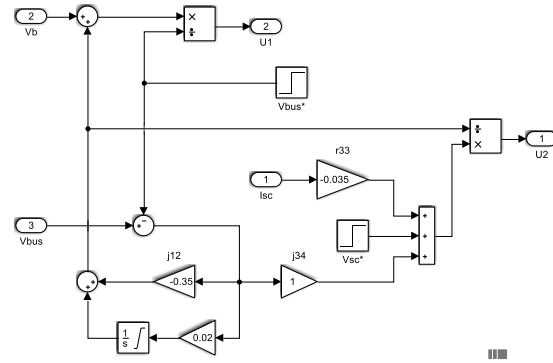 2
Vb
+
+
×
÷
2
U1
Vbus*
÷
×
1
U2
r33
1
Isc
-0.035
+
+
+
Vsc*
3
Vbus
+
-
j12
-0.35
j34
1
+
+
1
s
0.02